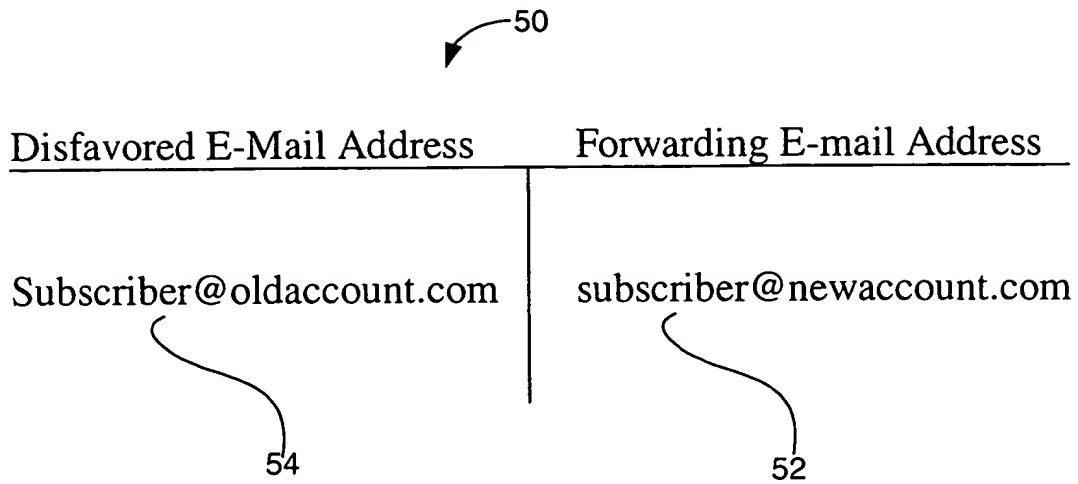 50
Disfavored E-Mail Address Forwarding E-mail Address
Subscriber@oldaccount.com subscriber@newaccount.com
54 52